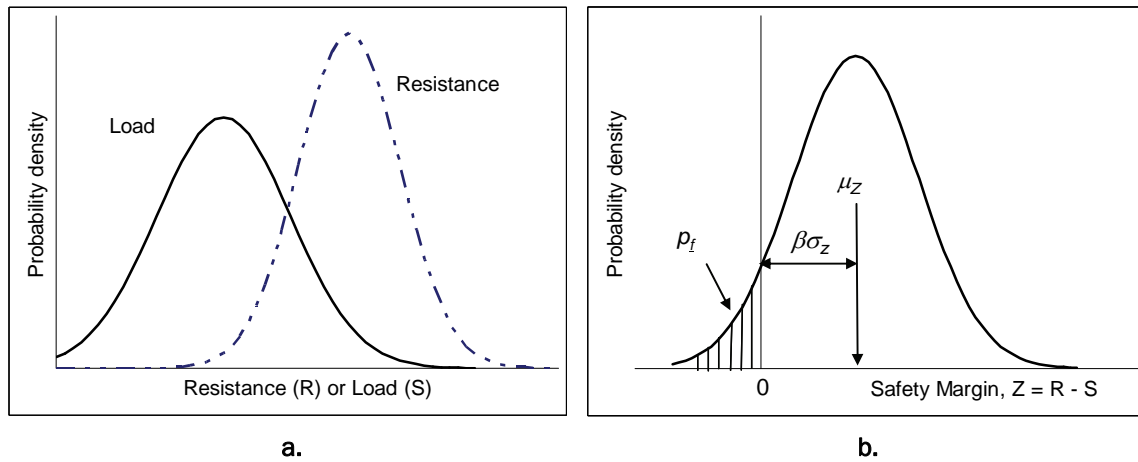 Probability density
Load
Resistance
Resistance (R) or Load (S)
a.
Probability density
μZ
βσz
pf
0
Safety Margin, Z = R - S
b.